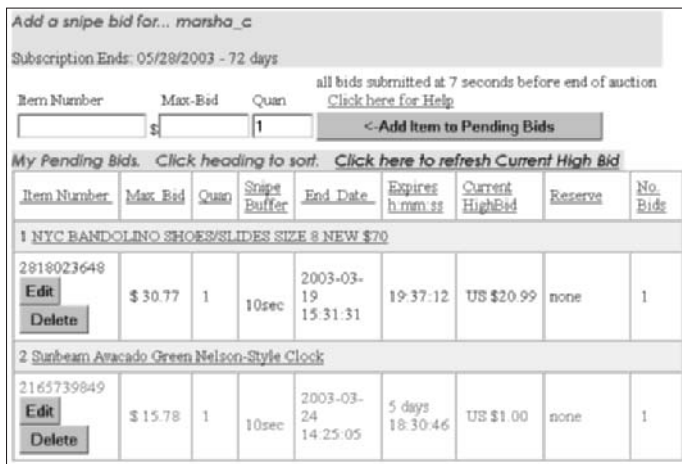 Add a snipe bid for... marsha_c
Subscription Ends: 05/28/2003 - 72 days
all bids submitted at 7 seconds before end of auction
Item Number Max-Bid Quan Click here for Help
$ 1 <-Add Item to Pending Bids
My Pending Bids. Click heading to sort. Click here to refresh Current High Bid
Item Number Max Bid Quan Snipe Buffer End Date Expires h:mm:ss Current HighBid Reserve No. Bids
1 NYC BANDOLINO SHOES/SLIDES SIZE 8 NEW $70
2818023648
Edit
Delete
$ 30.77
1
10sec
2003-03-
19
15:31:31
19:37:12
US $20.99
none
1
2 Sunbeam Avacado Green Nelson-Style Clock
2165739849
Edit
Delete
$ 15.78
1
10sec
2003-03-
24
14:25:05
5 days
18:30:46
US $1.00
none
1